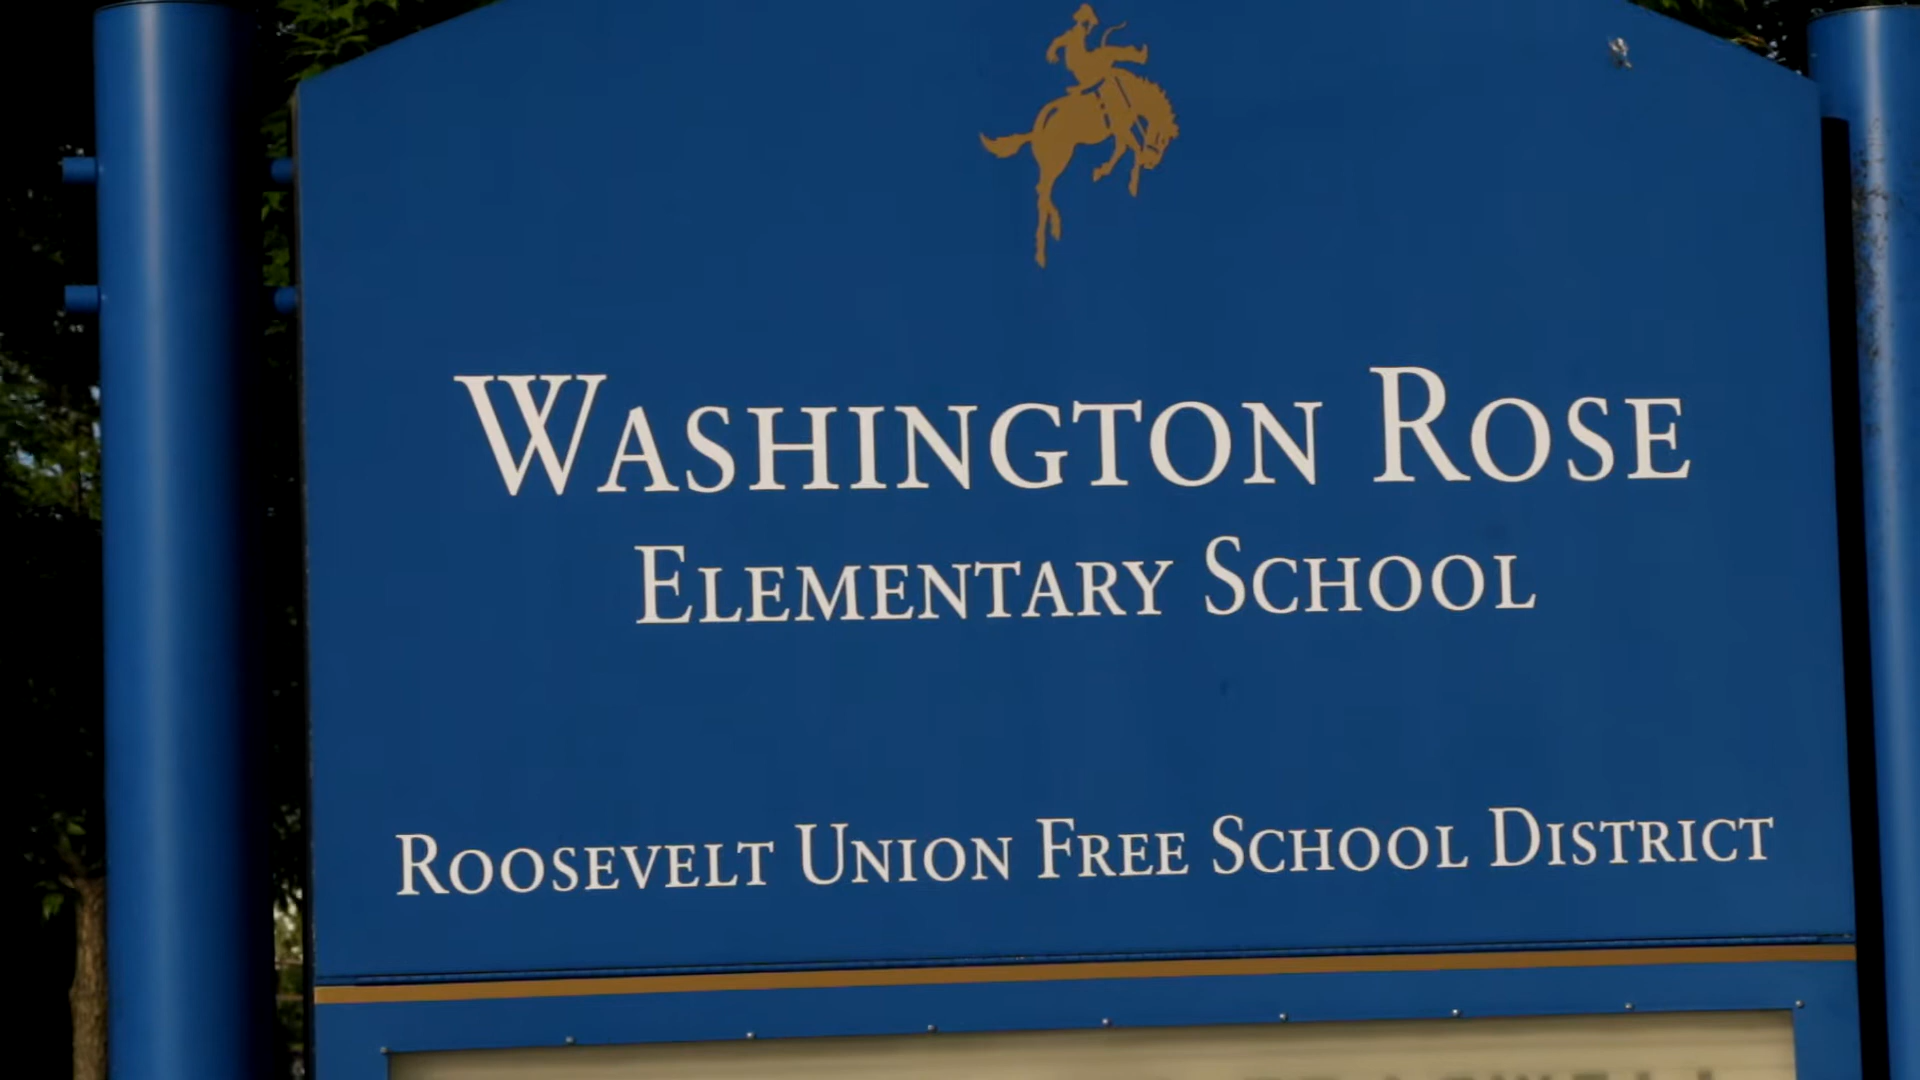 Washington Rose
Elementary School
Roosevelt Union Free School District